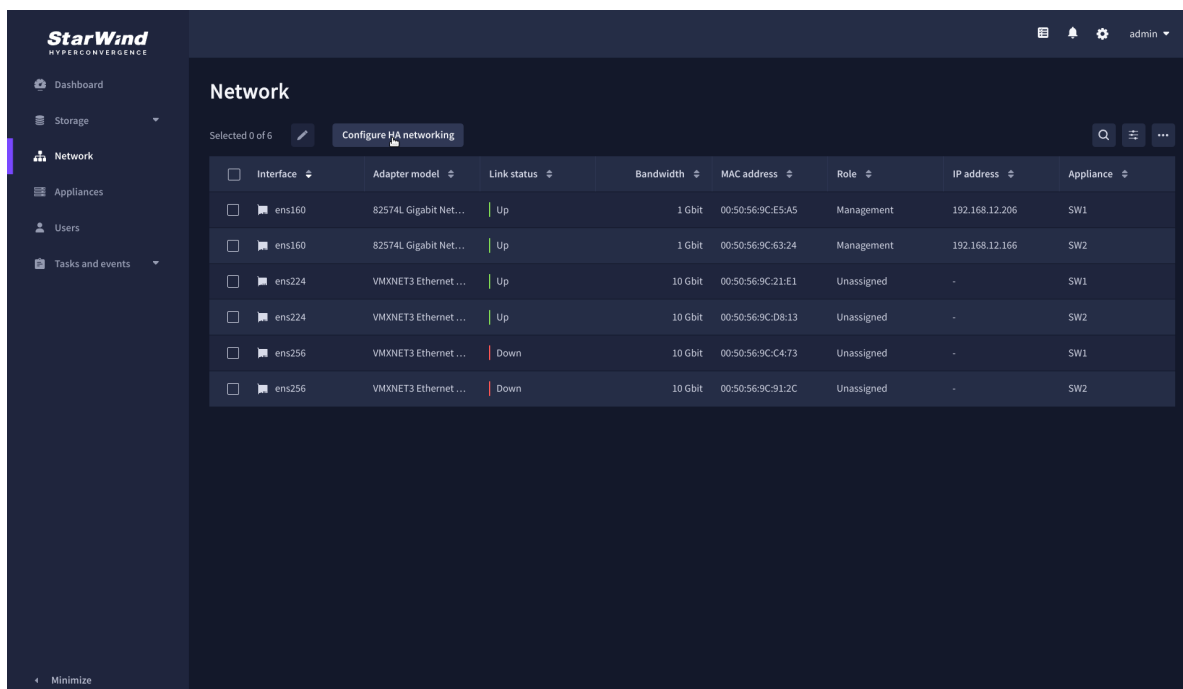 StarWind
HYPERCONVERGENCE
admin
Dashboard
Storage
Network
Appliances
Users
Tasks and events
Minimize
Network
Selected 0 of 6
Configure HA networking
Interface Adapter model Link status Bandwidth MAC address Role IP address Appliance
ens160 82574L Gigabit Net... Up 1 Gbit 00:50:56:9C:E5:A5 Management 192.168.12.206 SW1
ens160 82574L Gigabit Net... Up 1 Gbit 00:50:56:9C:63:24 Management 192.168.12.166 SW2
ens224 VMXNET3 Ethernet ... Up 10 Gbit 00:50:56:9C:21:E1 Unassigned - SW1
ens224 VMXNET3 Ethernet ... Up 10 Gbit 00:50:56:9C:D8:13 Unassigned - SW2
ens256 VMXNET3 Ethernet ... Down 10 Gbit 00:50:56:9C:C4:73 Unassigned - SW1
ens256 VMXNET3 Ethernet ... Down 10 Gbit 00:50:56:9C:91:2C Unassigned - SW2